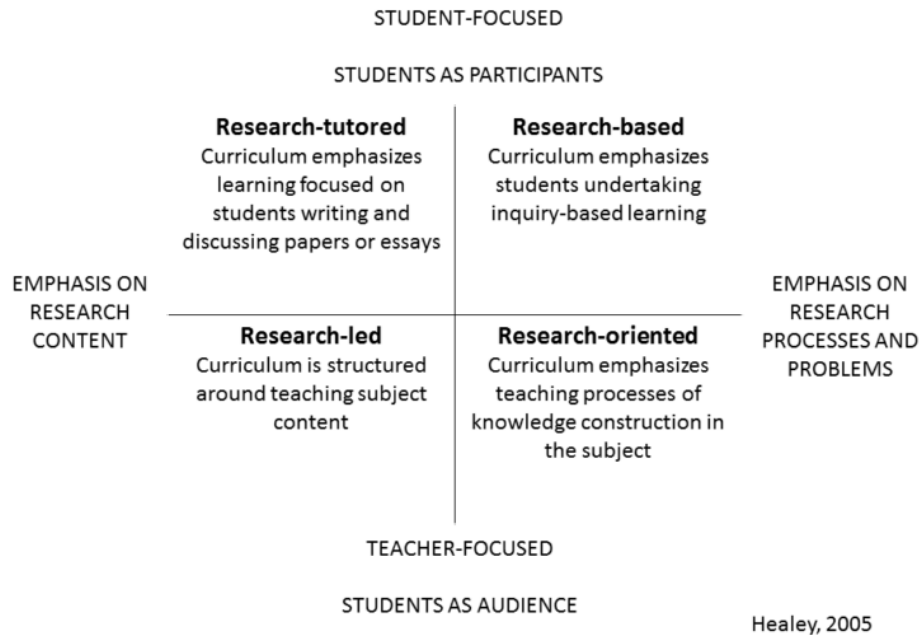 STUDENT-FOCUSED
STUDENTS AS PARTICIPANTS
Research-tutored
Curriculum emphasizes
learning focused on
students writing and
discussing papers or essays
Research-based
Curriculum emphasizes
students undertaking
inquiry-based learning
EMPHASIS ON
RESEARCH
CONTENT
EMPHASIS ON
RESEARCH
PROCESSES AND
PROBLEMS
Research-led
Curriculum is structured
around teaching subject
content
Research-oriented
Curriculum emphasizes
teaching processes of
knowledge construction in
the subject
TEACHER-FOCUSED
STUDENTS AS AUDIENCE
Healey, 2005